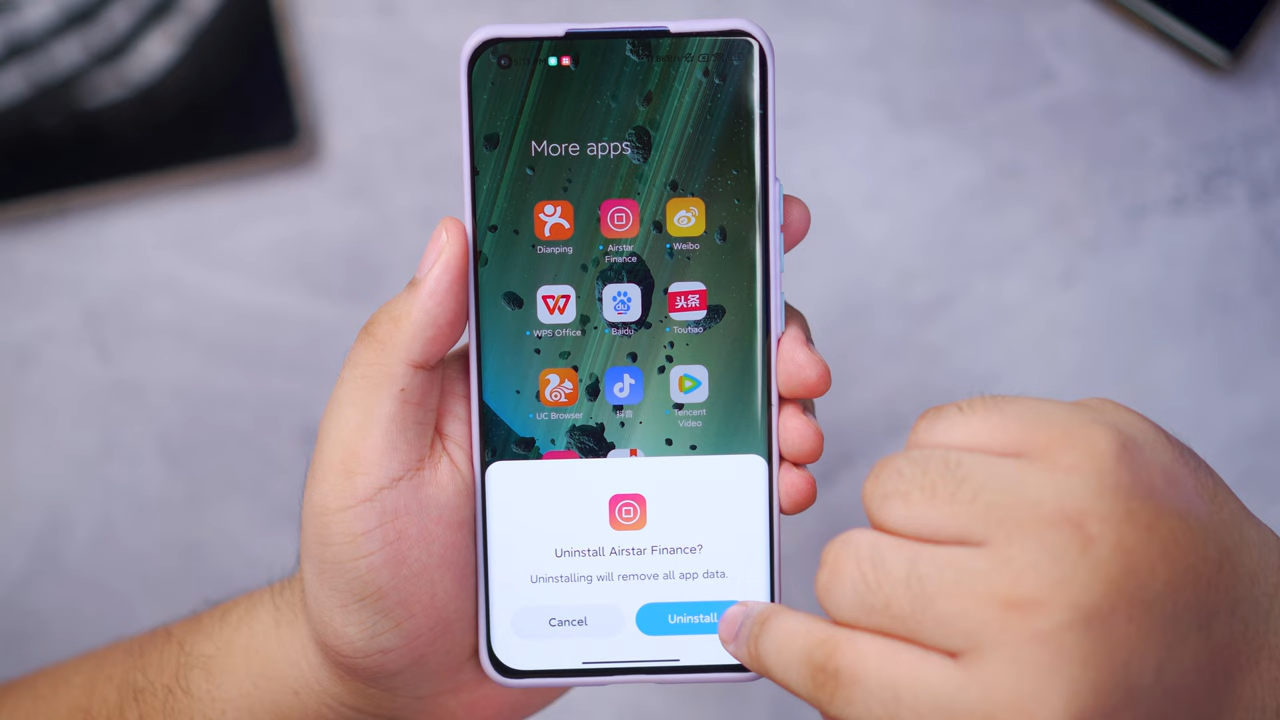 More apps
Dianping
Airstar
Finance
Weibo
du
头条
WPS Office
Baidu
Toutiao
UC Browser
抖音
Tencent
Video
Uninstall Airstar Finance?
Uninstalling will remove all app data.
Cancel
Uninstall